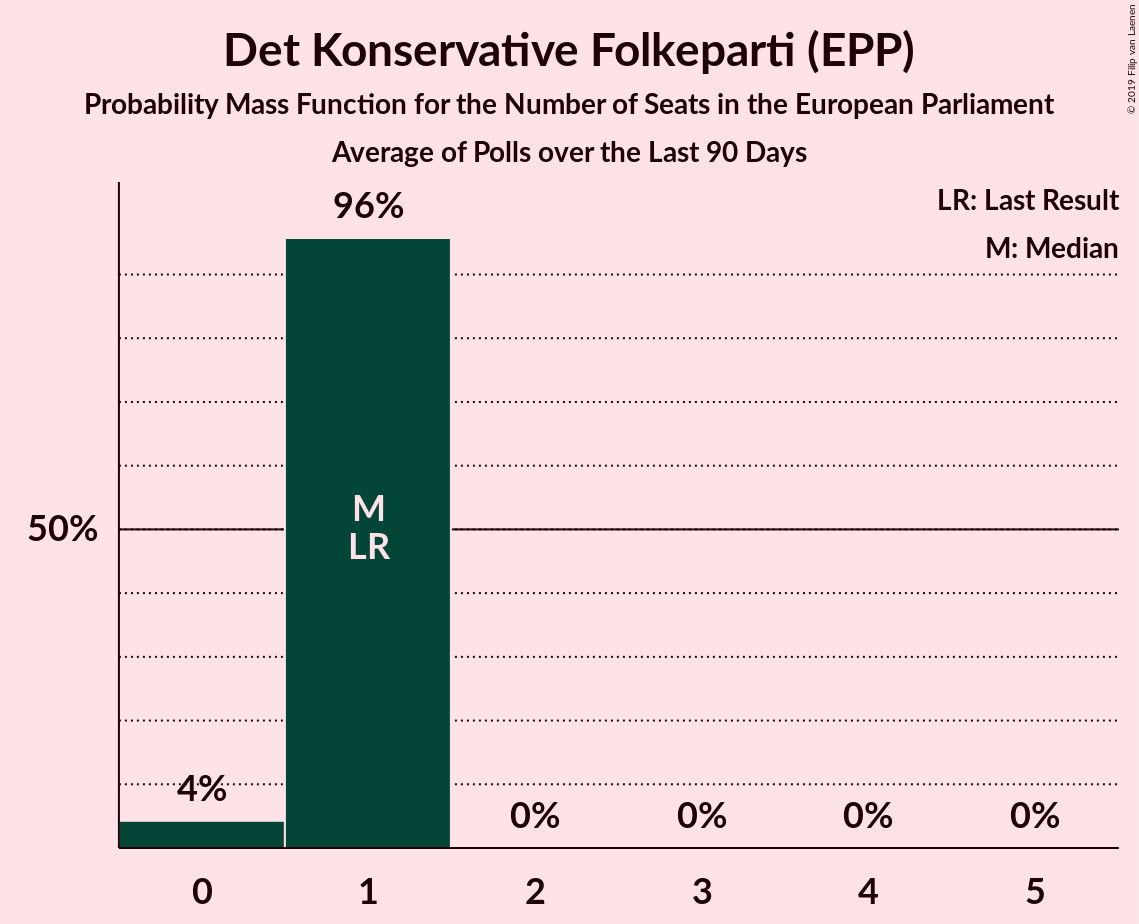 Det Konservative Folkeparti (EPP)
Probability Mass Function for the Number of Seats in the European Parliament
Average of Polls over the Last 90 Days
© 2019 Filip van Laenen
LR: Last Result
M: Median
96%
50%
M
LR
4%
0%
0%
0%
0%
0
1
2
3
4
5